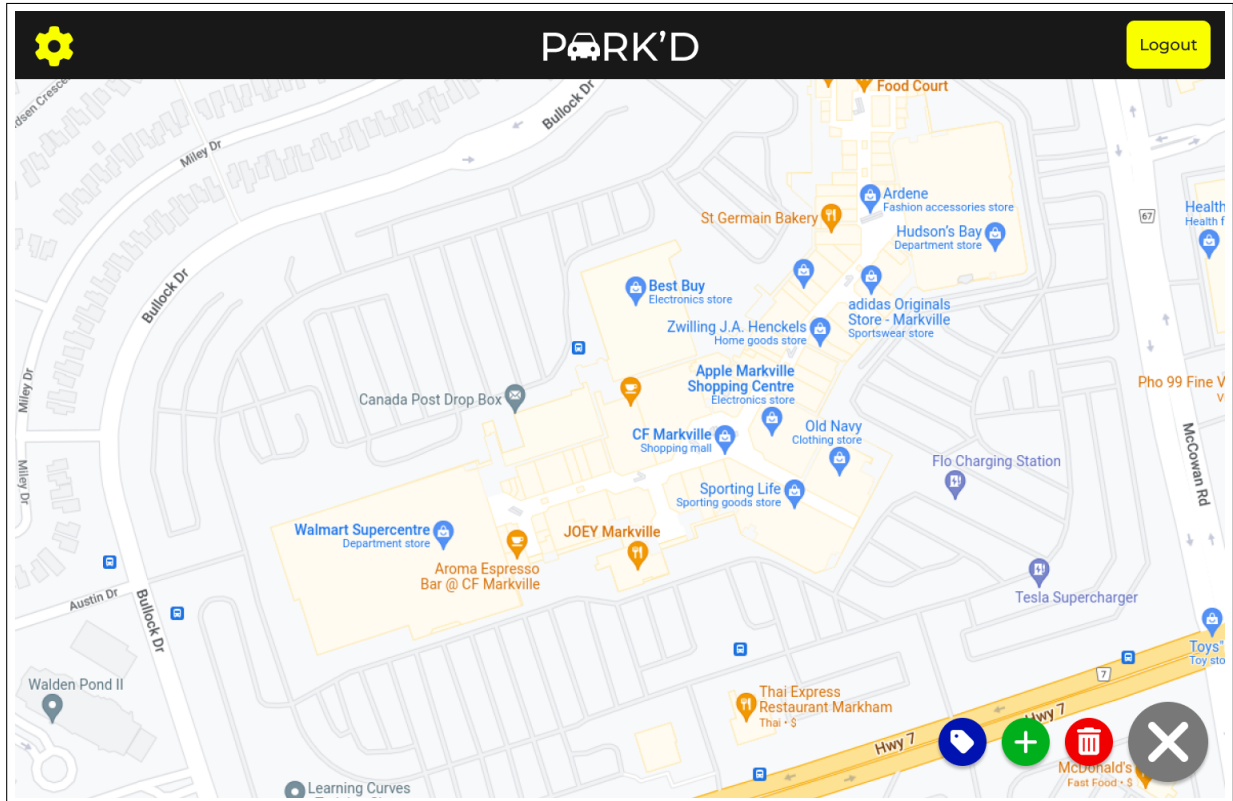 PARK'D
Logout
Food Court
Bullock Dr
Miley Dr
67
Ardene
Fashion accessories store
St Germain Bakery
Health
Hudson's Bay
Department store
Bullock Dr
Best Buy
Electronics store
adidas Originals
Store - Markville
Sportswear store
Zwilling J.A. Henckels
Home goods store
Apple Markville
Shopping Centre
Electronics store
Pho 99 Fine V
Miley Dr
Canada Post Drop Box
CF Markville
Shopping mall
Old Navy
Clothing store
McCowan Rd
Flo Charging Station
Miley Dr
Sporting Life
Sporting goods store
Walmart Supercentre
Department store
JOEY Markville
Aroma Espresso
Bar @ CF Markville
Tesla Supercharger
Austin Dr
Bullock Dr
Toys"
Toy sto
7
Walden Pond II
Thai Express
Restaurant Markham
Thai • $
Hwy 7
Hwy 7
McDonald's
Fast Food • $
Learning Curves